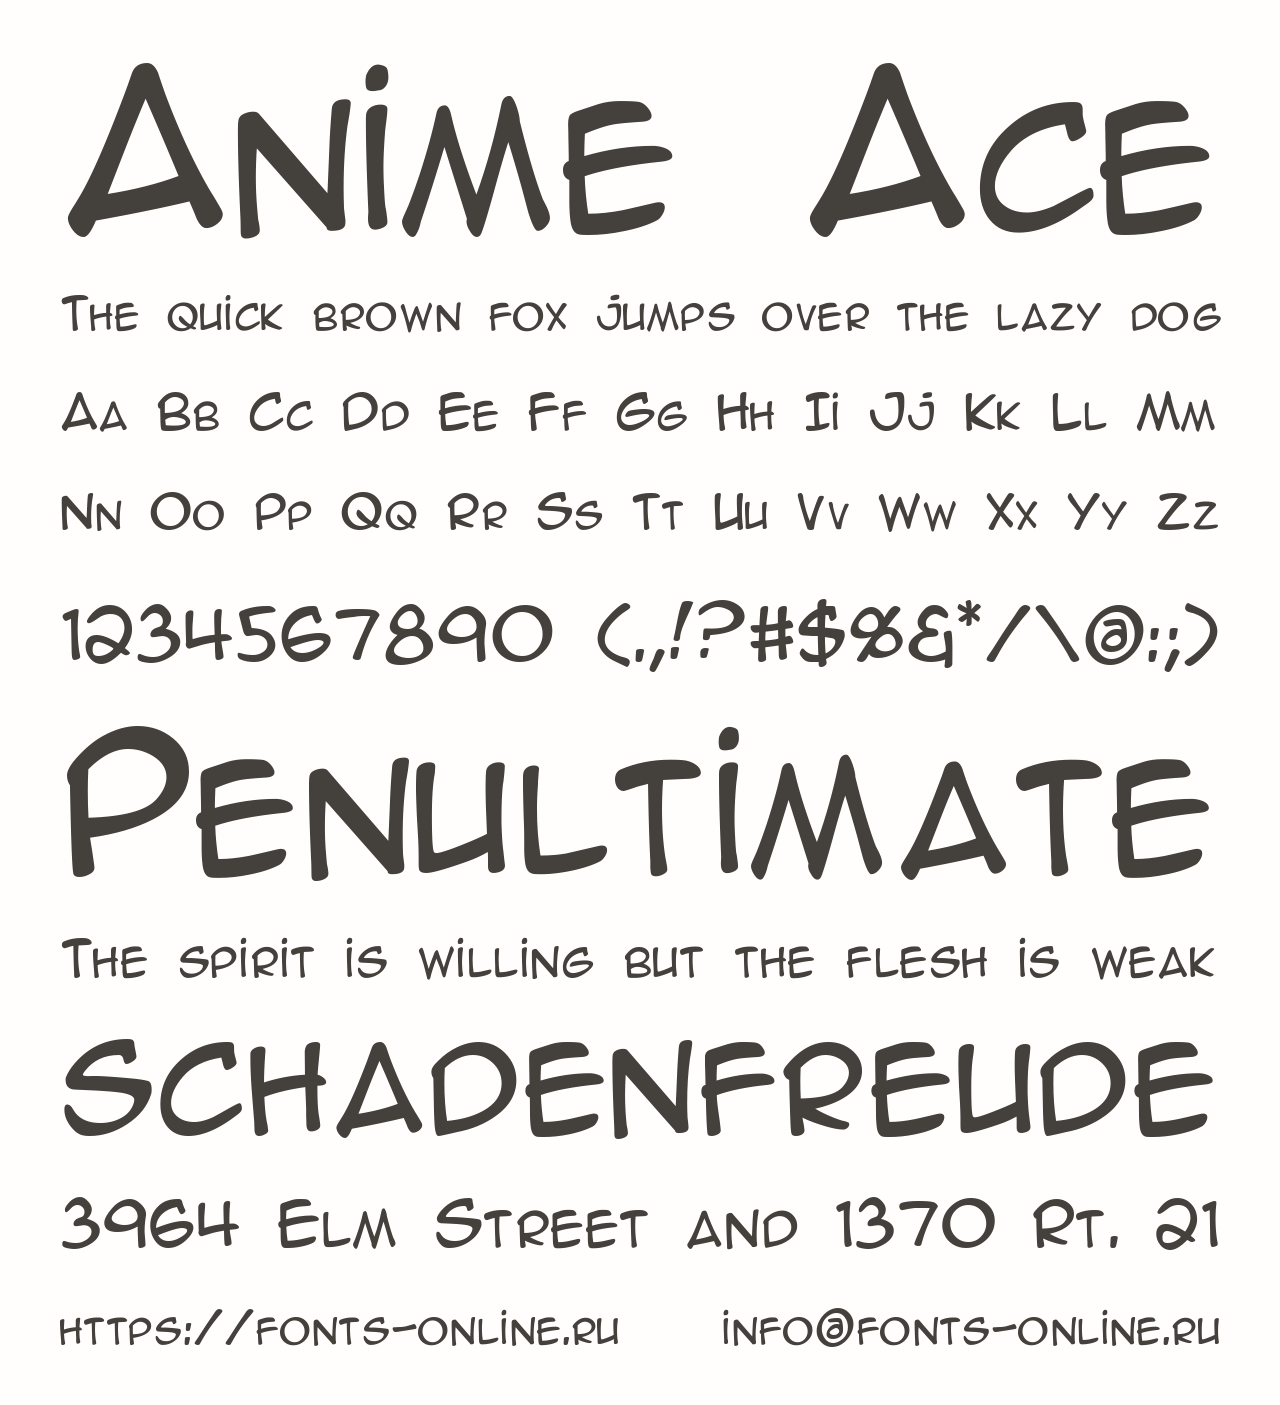 Anime Ace
The quick brown fox jumps over the lazy dog
Aa Bb Cc Dd Ee Ff Gg Hh Ii Jj Kk Ll Mm
Nn Oo Pp Qq Rr Ss Tt Uu Vv Ww Xx Yy Zz
1234567890 (.,!?#$%&*/\@:;)
Penultimate
The spirit is willing but the flesh is weak
schadenfreude
3964 Elm Street and 1370 Rt. 21
https://fonts-online.ru info@fonts-online.ru